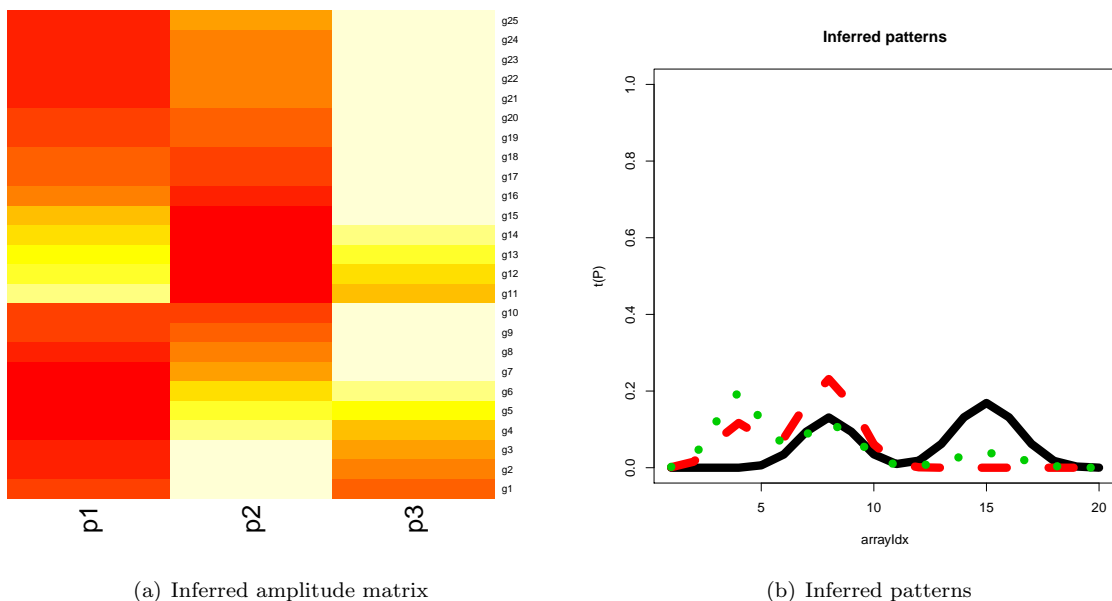 g25
g24
g23
g22
g21
g20
g19
g18
g17
g16
g15
g14
g13
g12
g11
g10
g9
g8
g7
g6
g5
g4
g3
g2
g1
p1 p2 p3
(a) Inferred amplitude matrix
Inferred patterns
t(P)
1.0
0.8
0.6
0.4
0.2
0.0
5 10 15 20
arrayIdx
(b) Inferred patterns